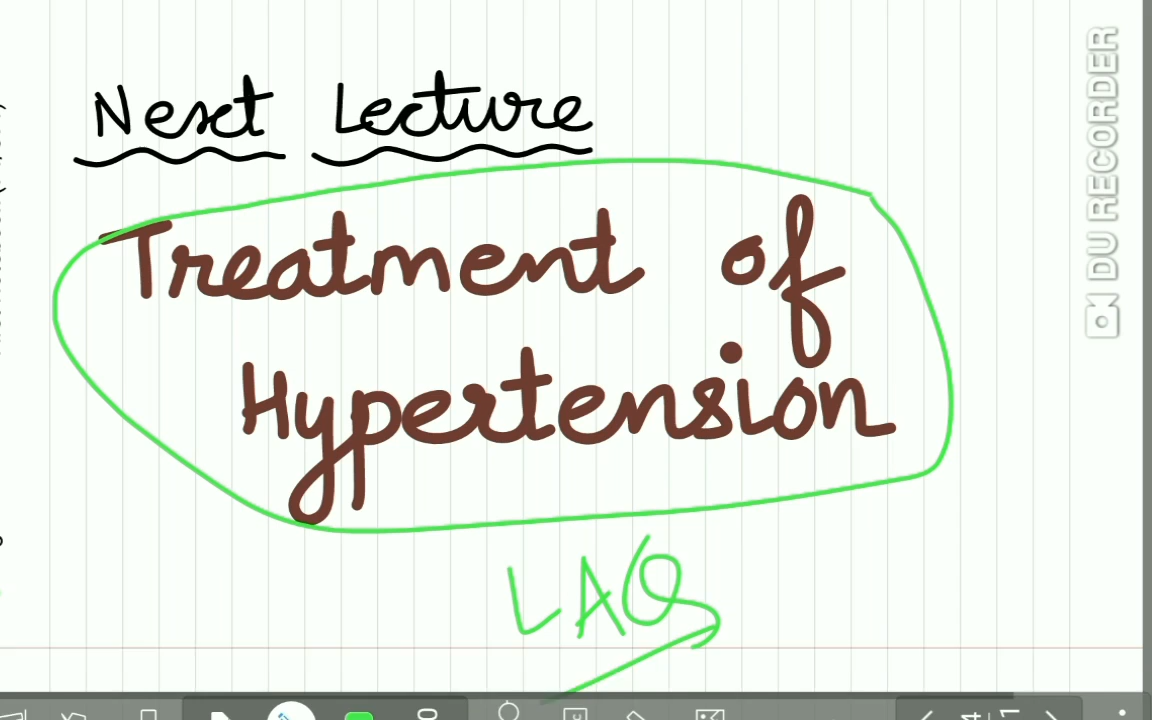 Next Lecture
Treatment of
Hypertension
LAQ
DU RECORDER